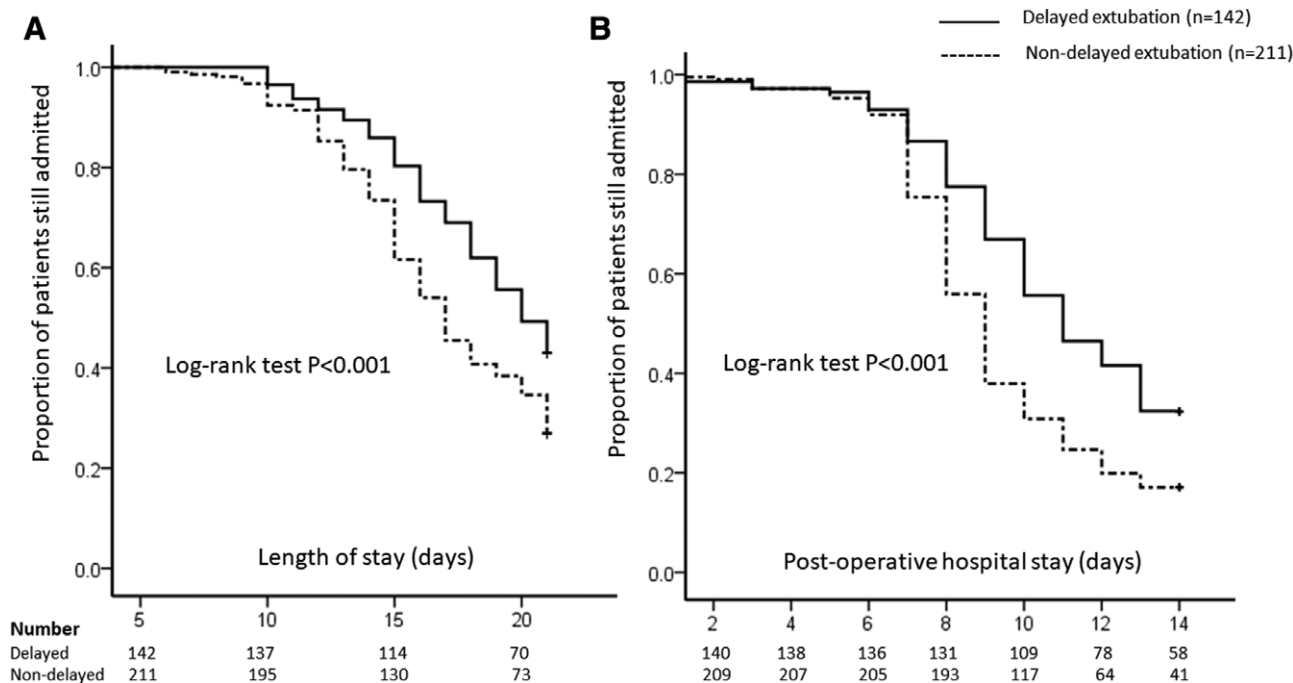 A
B
Delayed extubation (n=142)
Non-delayed extubation (n=211)
Proportion of patients still admitted
1.0
0.8
0.6
0.4
0.2
0.0
Log-rank test P<0.001
Length of stay (days)
5 10 15 20
Proportion of patients still admitted
1.0
0.8
0.6
0.4
0.2
0.0
Log-rank test P<0.001
Post-operative hospital stay (days)
2 4 6 8 10 12 14
Number
Delayed 142 137 114 70 140 138 136 131 109 78 58
Non-delayed 211 195 130 73 209 207 205 193 117 64 41